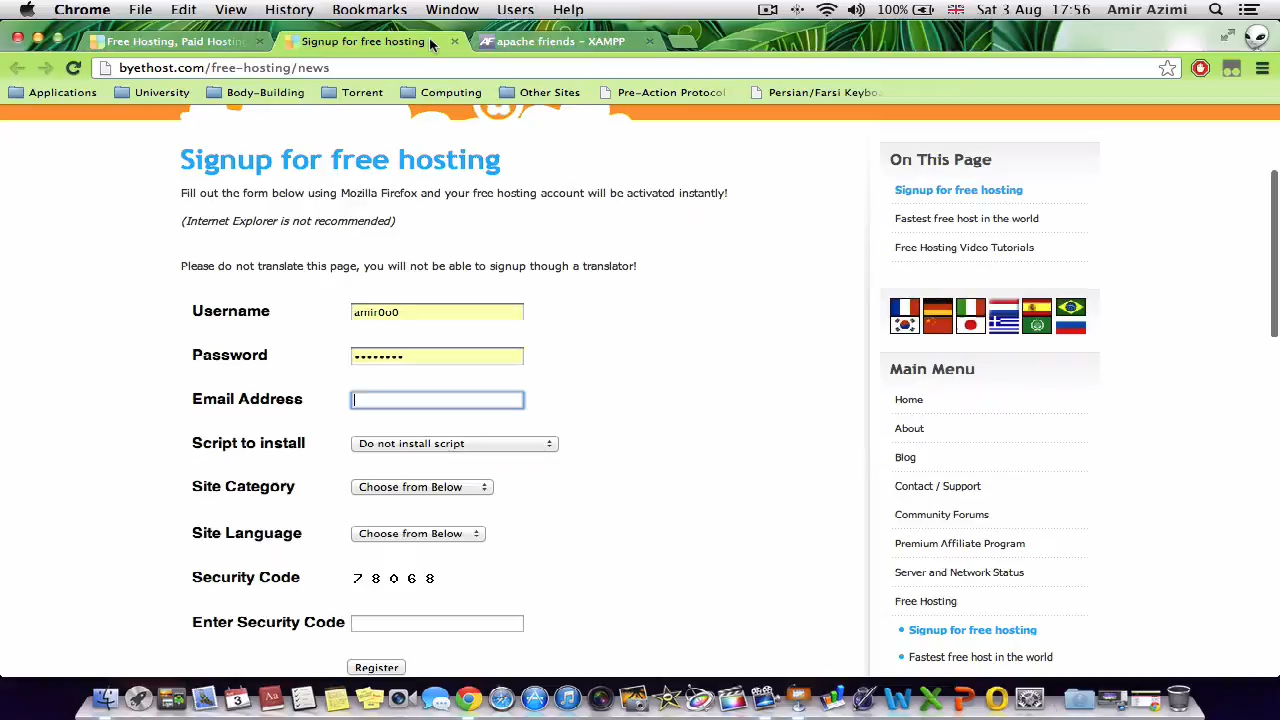 Chrome File Edit View History Bookmarks Window Users Help 100% Sat 3 Aug 17:56 Amir Azimi
Free Hosting, Paid Hostin Signup for free hosting apache friends – XAMPP
byethost.com/free-hosting/news
Applications University Body-Building Torrent Computing Other Sites Pre-Action Protocol Persian/Farsi Keybo
Signup for free hosting
Fill out the form below using Mozilla Firefox and your free hosting account will be activated instantly!
(Internet Explorer is not recommended)
Please do not translate this page, you will not be able to signup though a translator!
Username amir0o0
Password ••••••••
Email Address
Script to install Do not install script
Site Category Choose from Below
Site Language Choose from Below
Security Code 7 8 0 6 8
Enter Security Code
Register
On This Page
Signup for free hosting
Fastest free host in the world
Free Hosting Video Tutorials
Main Menu
Home
About
Blog
Contact / Support
Community Forums
Premium Affiliate Program
Server and Network Status
Free Hosting
Signup for free hosting
Fastest free host in the world